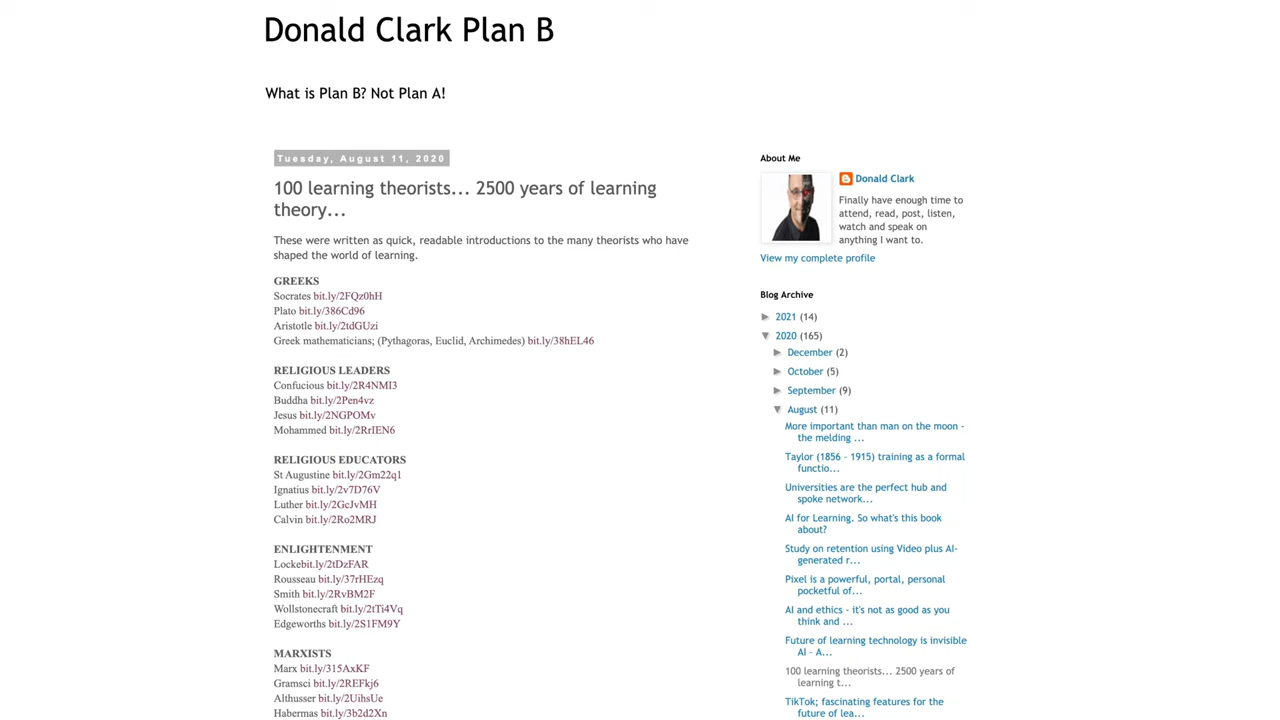 Donald Clark Plan B
What is Plan B? Not Plan A!
Tuesday, August 11, 2020
100 learning theorists... 2500 years of learning
theory...
These were written as quick, readable introductions to the many theorists who have
shaped the world of learning.
GREEKS
Socrates bit.ly/2FQz0hH
Plato bit.ly/386Cd96
Aristotle bit.ly/2tdGUzi
Greek mathematicians; (Pythagoras, Euclid, Archimedes) bit.ly/38hEL46
RELIGIOUS LEADERS
Confucious bit.ly/2R4NMI3
Buddha bit.ly/2Pen4vz
Jesus bit.ly/2NGPOMv
Mohammed bit.ly/2RrIEN6
RELIGIOUS EDUCATORS
St Augustine bit.ly/2Gm22q1
Ignatius bit.ly/2v7D76V
Luther bit.ly/2GcJvMH
Calvin bit.ly/2Ro2MRJ
ENLIGHTENMENT
Lockebit.ly/2tDzFAR
Rousseau bit.ly/37rHEzq
Smith bit.ly/2RvBM2F
Wollstonecraft bit.ly/2tTi4Vq
Edgeworths bit.ly/2S1FM9Y
MARXISTS
Marx bit.ly/315AxKF
Gramsci bit.ly/2REFkj6
Althusser bit.ly/2UihsUe
Habermas bit.ly/3b2d2Xn
About Me
Donald Clark
Finally have enough time to
attend, read, post, listen,
watch and speak on
anything I want to.
View my complete profile
Blog Archive
► 2021 (14)
▼ 2020 (165)
► December (2)
► October (5)
► September (9)
▼ August (11)
More important than man on the moon -
the melding ...
Taylor (1856 – 1915) training as a formal
functio...
Universities are the perfect hub and
spoke network...
AI for Learning. So what's this book
about?
Study on retention using Video plus AI-
generated r...
Pixel is a powerful, portal, personal
pocketful of...
AI and ethics - it's not as good as you
think and ...
Future of learning technology is invisible
AI – A...
100 learning theorists... 2500 years of
learning t...
TikTok; fascinating features for the
future of lea...